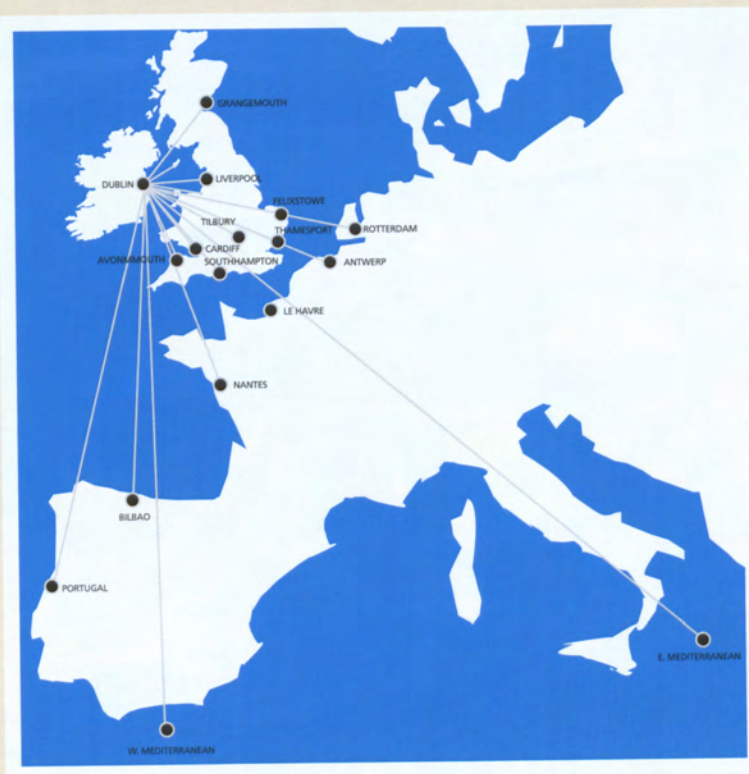 GRANGEMOUTH
DUBLIN
LIVERPOOL
FELIXSTOWE
TILBURY
THAMESPORT
ROTTERDAM
CARDIFF
AVONMMOUTH
SOUTHHAMPTON
ANTWERP
LE HAVRE
NANTES
BILBAO
PORTUGAL
E. MEDITERRANEAN
W. MEDITERRANEAN